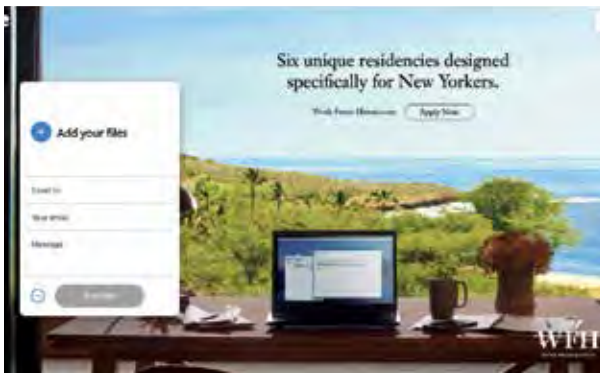 Six unique residencies designed
specifically for New Yorkers.
Apply Now
Add your files
Email to
Your email
Message
WFH